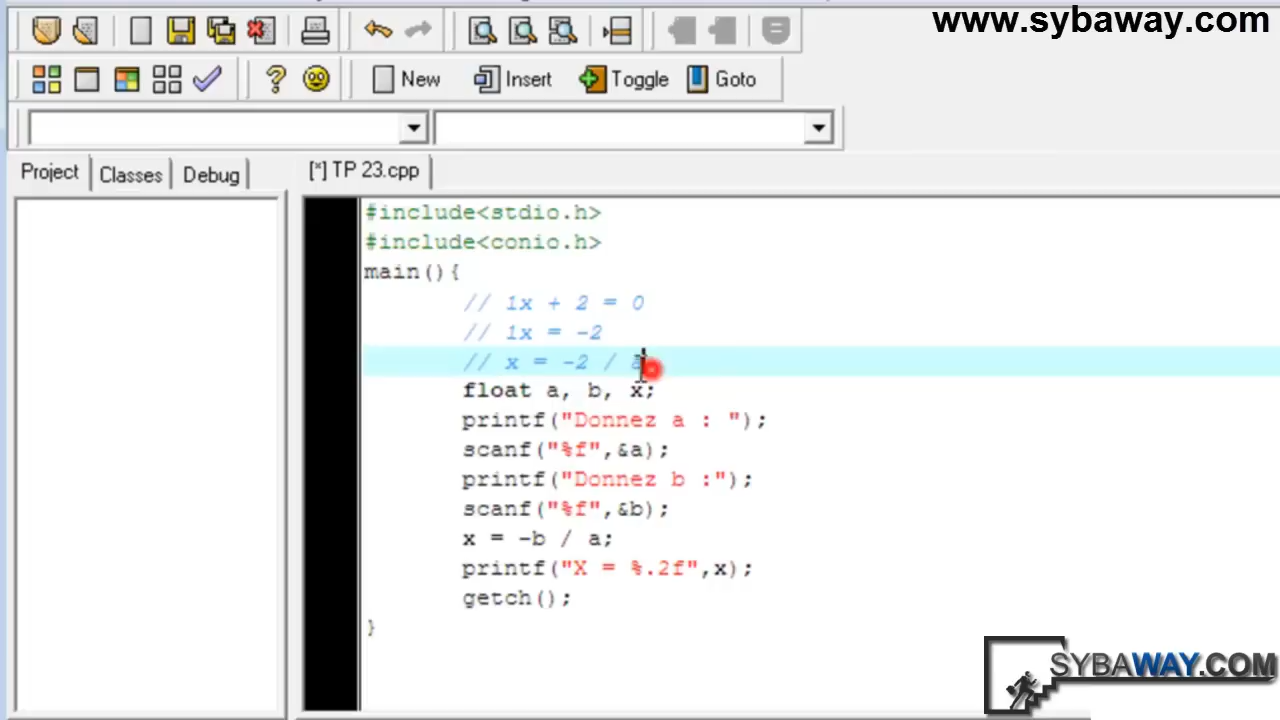 www.sybaway.com
New Insert Toggle Goto
Project Classes Debug
[*] TP 23.cpp
#include<stdio.h>
#include<conio.h>
main(){
// 1x + 2 = 0
// 1x = -2
// x = -2 / a
float a, b, x;
printf("Donnez a : ");
scanf("%f",&a);
printf("Donnez b :");
scanf("%f",&b);
x = -b / a;
printf("X = %.2f",x);
getch();
}
SYBAWAY.COM